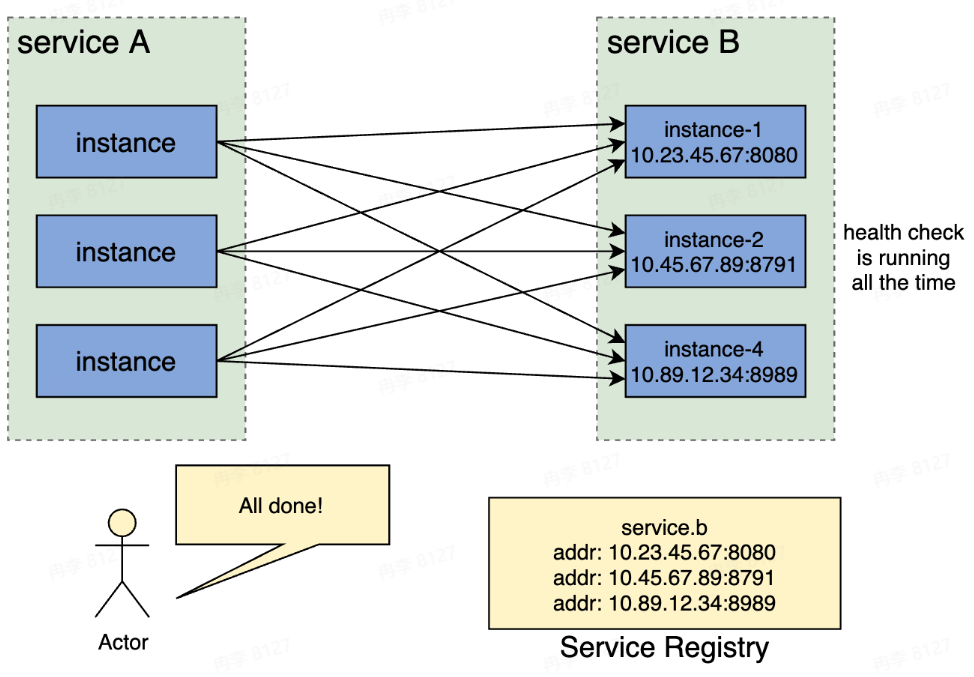 service A
service B
instance
instance
instance
instance-1
10.23.45.67:8080
instance-2
10.45.67.89:8791
instance-4
10.89.12.34:8989
health check
is running
all the time
All done!
Actor
service.b
addr: 10.23.45.67:8080
addr: 10.45.67.89:8791
addr: 10.89.12.34:8989
Service Registry
冉李 8127